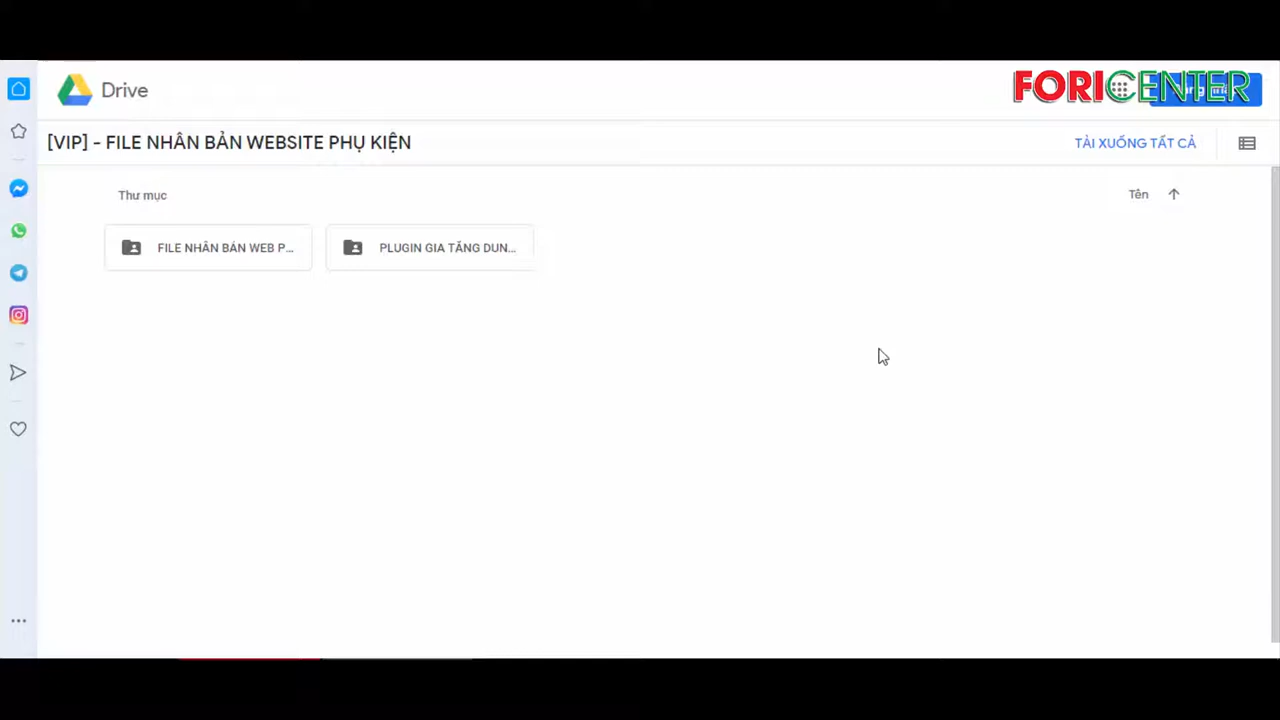 FORICENTER
Drive
[VIP] - FILE NHÂN BẢN WEBSITE PHỤ KIỆN
TẢI XUỐNG TẤT CẢ
Thư mục
Tên
FILE NHÂN BẢN WEB P...
PLUGIN GIA TĂNG DUN...